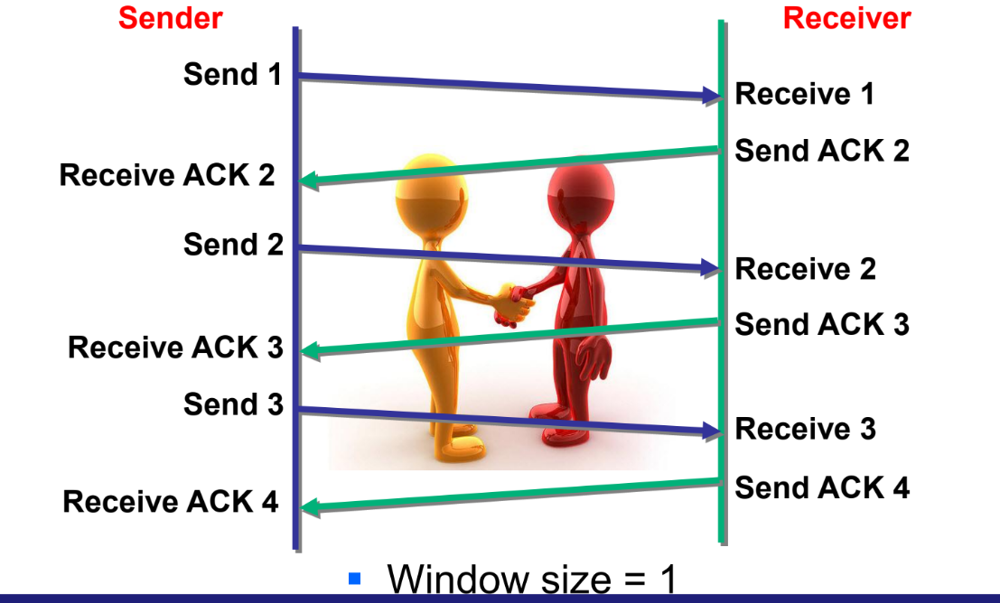 Sender
Receiver
Send 1
Receive 1
Send ACK 2
Receive ACK 2
Send 2
Receive 2
Send ACK 3
Receive ACK 3
Send 3
Receive 3
Send ACK 4
Receive ACK 4
▪ Window size = 1